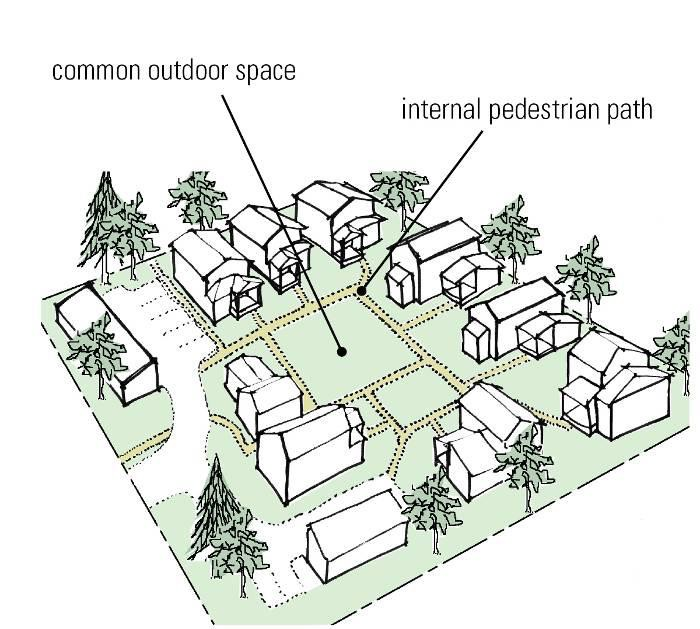 common outdoor space
internal pedestrian path